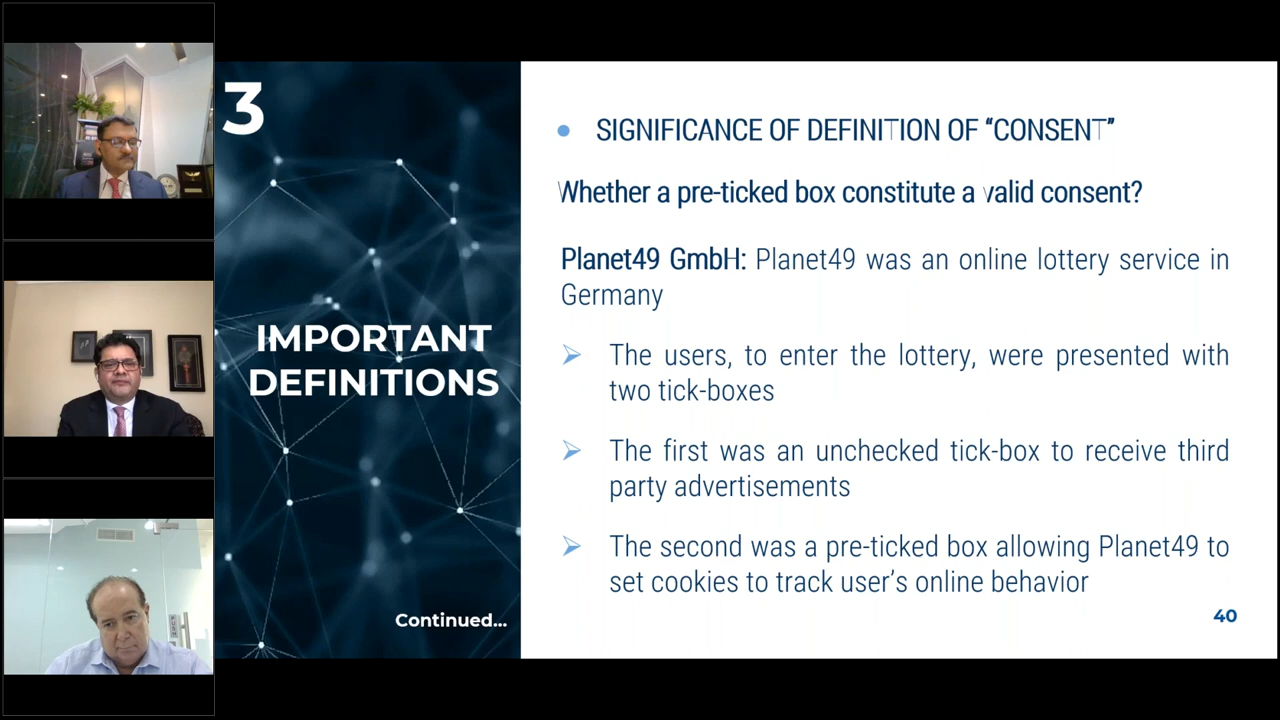 3
IMPORTANT
DEFINITIONS
Continued...
• SIGNIFICANCE OF DEFINITION OF “CONSENT”
Whether a pre-ticked box constitute a valid consent?
Planet49 GmbH: Planet49 was an online lottery service in
Germany
➢ The users, to enter the lottery, were presented with
two tick-boxes
➢ The first was an unchecked tick-box to receive third
party advertisements
➢ The second was a pre-ticked box allowing Planet49 to
set cookies to track user’s online behavior
40